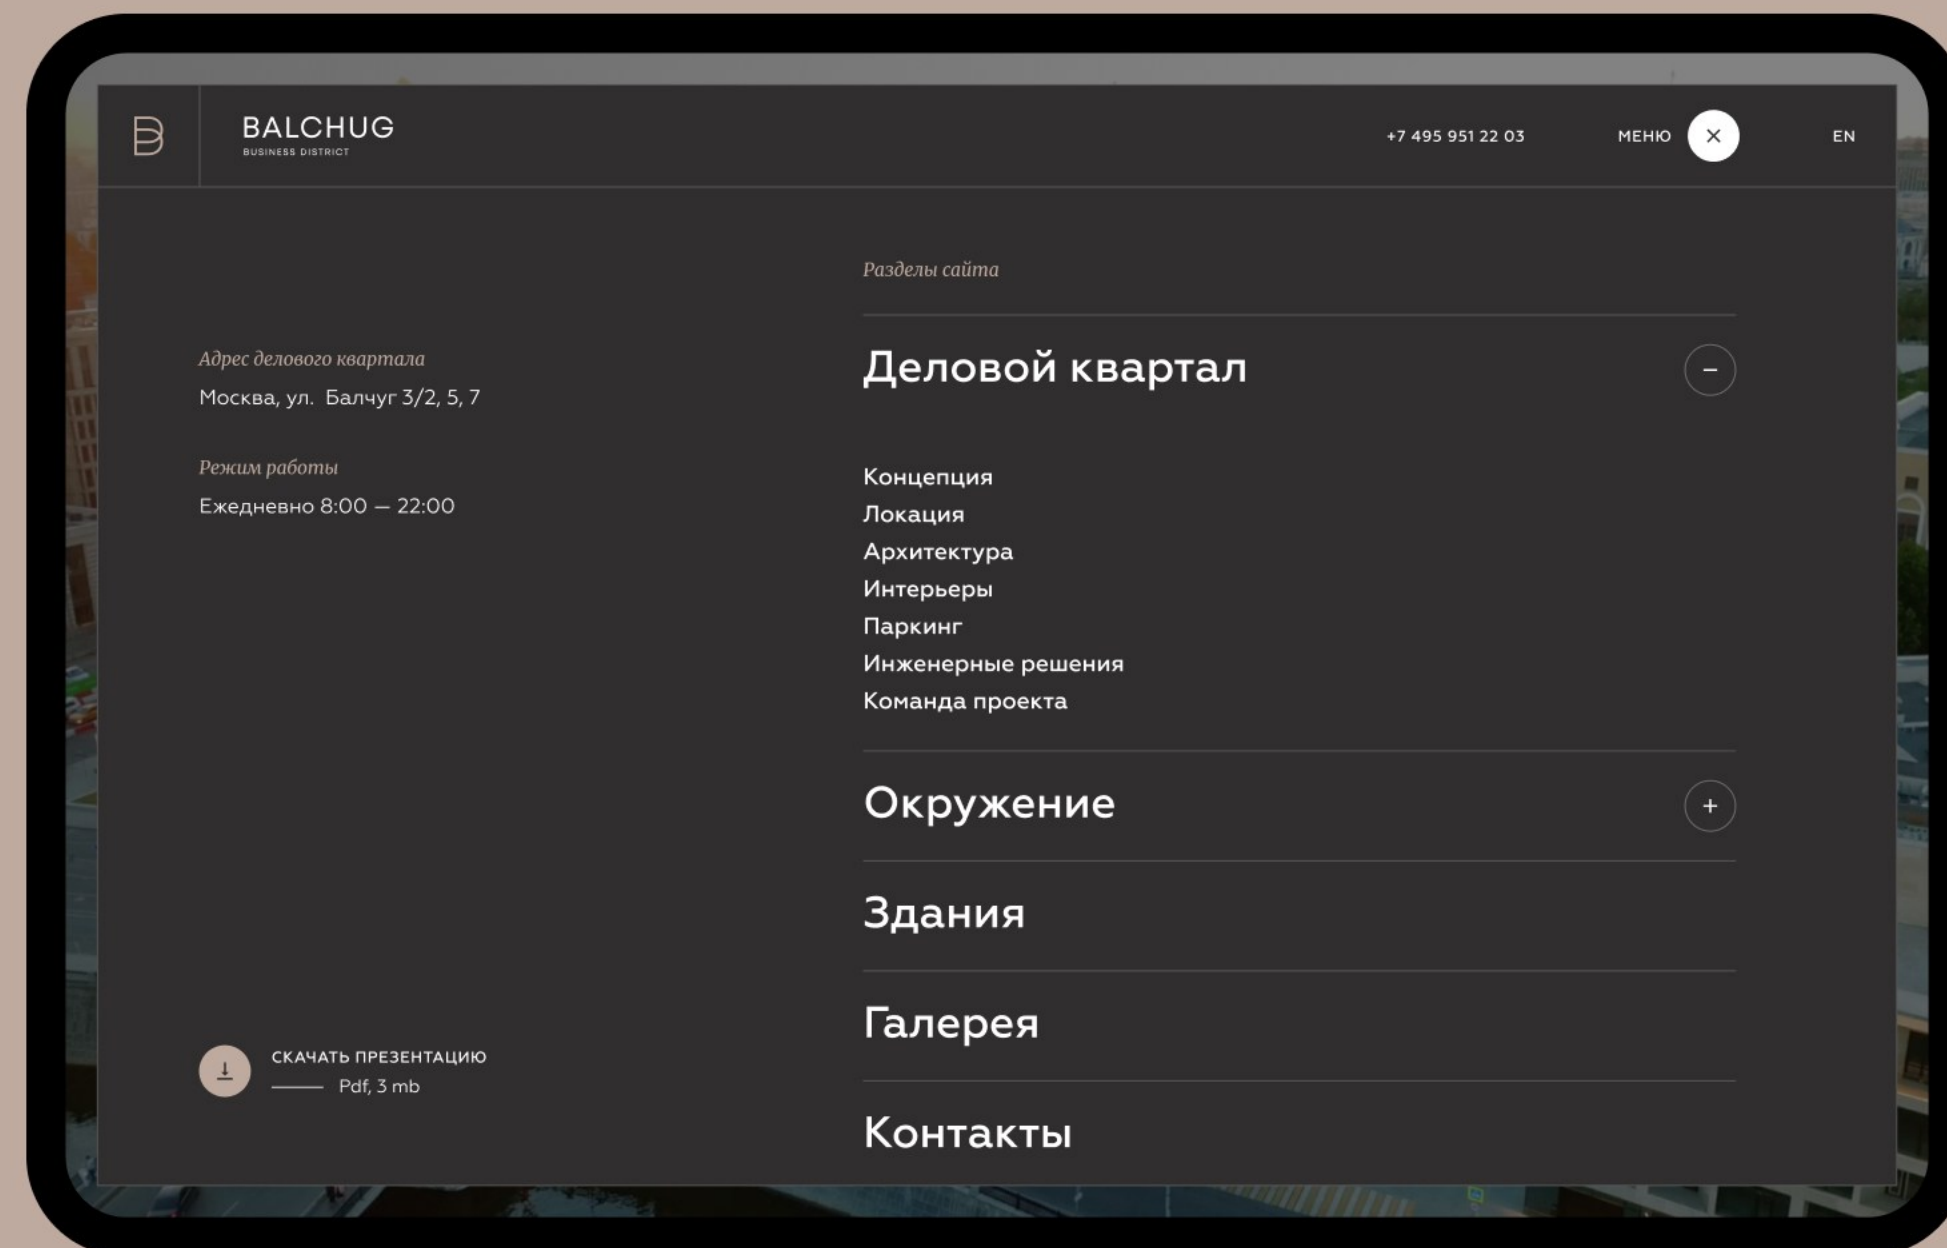 BALCHUG
BUSINESS DISTRICT
+7 495 951 22 03
МЕНЮ
EN
Адрес делового квартала
Москва, ул. Балчуг 3/2, 5, 7
Режим работы
Ежедневно 8:00 — 22:00
СКАЧАТЬ ПРЕЗЕНТАЦИЮ
Pdf, 3 mb
Разделы сайта
Деловой квартал
Концепция
Локация
Архитектура
Интерьеры
Паркинг
Инженерные решения
Команда проекта
Окружение
Здания
Галерея
Контакты